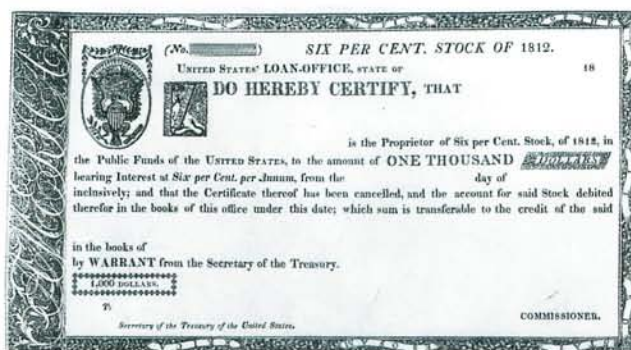 (No. ) SIX PER CENT. STOCK OF 1812.
UNITED STATES' LOAN-OFFICE, STATE OF 18
I DO HEREBY CERTIFY, THAT
is the Proprietor of Six per Cent. Stock, of 1812, in
the Public Funds of the UNITED STATES, to the amount of ONE THOUSAND DOLLARS
bearing Interest at Six per Cent. per Annum, from the day of
inclusively; and that the Certificate thereof has been cancelled, and the account for said Stock debited
therefor in the books of this office under this date; which sum is transferable to the credit of the said
in the books of
by WARRANT from the Secretary of the Treasury.
1,000 DOLLARS.
T.
COMMISSIONER.
Secretary of the Treasury of the United States.